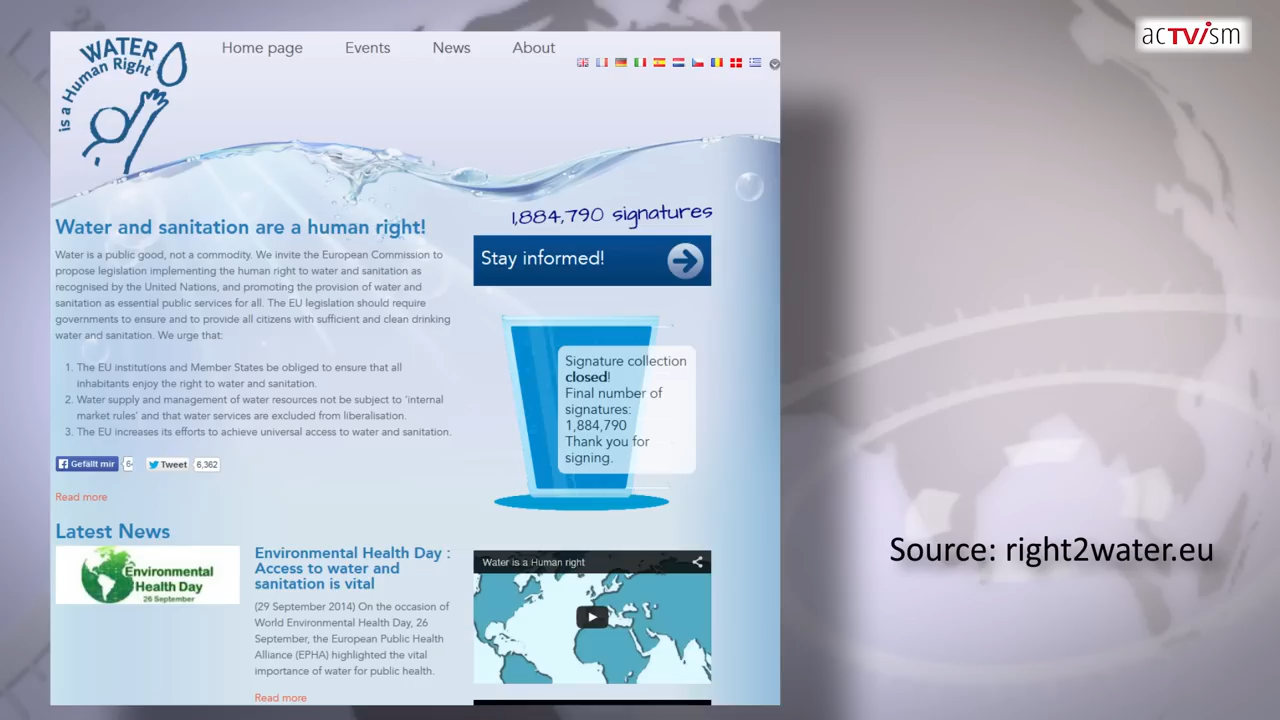 acTVism
WATER
is a Human Right
Home page
Events
News
About
1,884,790 signatures
Water and sanitation are a human right!
Water is a public good, not a commodity. We invite the European Commission to
propose legislation implementing the human right to water and sanitation as
recognised by the United Nations, and promoting the provision of water and
sanitation as essential public services for all. The EU legislation should require
governments to ensure and to provide all citizens with sufficient and clean drinking
water and sanitation. We urge that:
1. The EU institutions and Member States be obliged to ensure that all
inhabitants enjoy the right to water and sanitation.
2. Water supply and management of water resources not be subject to ‘internal
market rules’ and that water services are excluded from liberalisation.
3. The EU increases its efforts to achieve universal access to water and sanitation.
Gefällt mir
Tweet
6,362
Read more
Stay informed!
Signature collection
closed!
Final number of
signatures:
1,884,790
Thank you for
signing.
Latest News
Environmental
Health Day
26 September
Environmental Health Day :
Access to water and
sanitation is vital
(29 September 2014) On the occasion of
World Environmental Health Day, 26
September, the European Public Health
Alliance (EPHA) highlighted the vital
importance of water for public health.
Read more
Water is a Human right
Source: right2water.eu